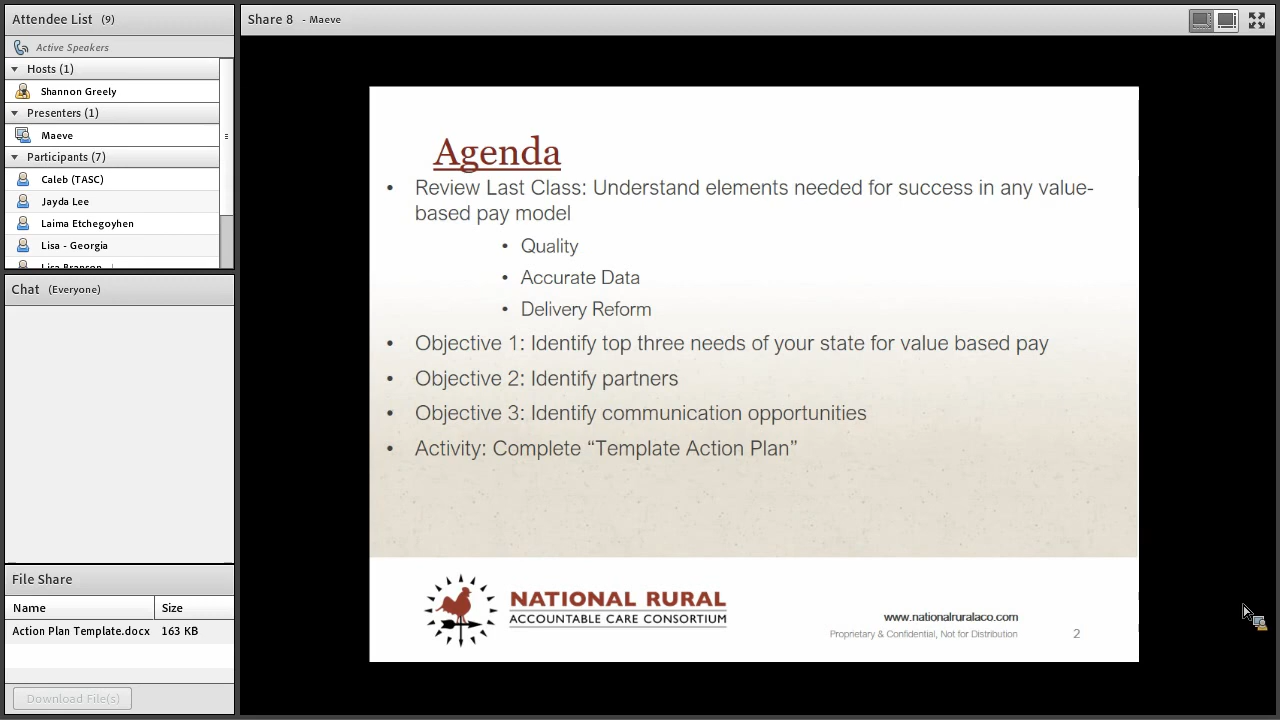 Attendee List (9)
Active Speakers
Hosts (1)
Shannon Greely
Presenters (1)
Maeve
Participants (7)
Caleb (TASC)
Jayda Lee
Laima Etchegoyhen
Lisa - Georgia
Lisa Branson
Chat (Everyone)
File Share
Name Size
Action Plan Template.docx 163 KB
Download File(s)
Share 8 - Maeve
Agenda
• Review Last Class: Understand elements needed for success in any value-
based pay model
• Quality
• Accurate Data
• Delivery Reform
• Objective 1: Identify top three needs of your state for value based pay
• Objective 2: Identify partners
• Objective 3: Identify communication opportunities
• Activity: Complete “Template Action Plan”
NATIONAL RURAL
ACCOUNTABLE CARE CONSORTIUM
www.nationalruralaco.com
Proprietary & Confidential, Not for Distribution
2